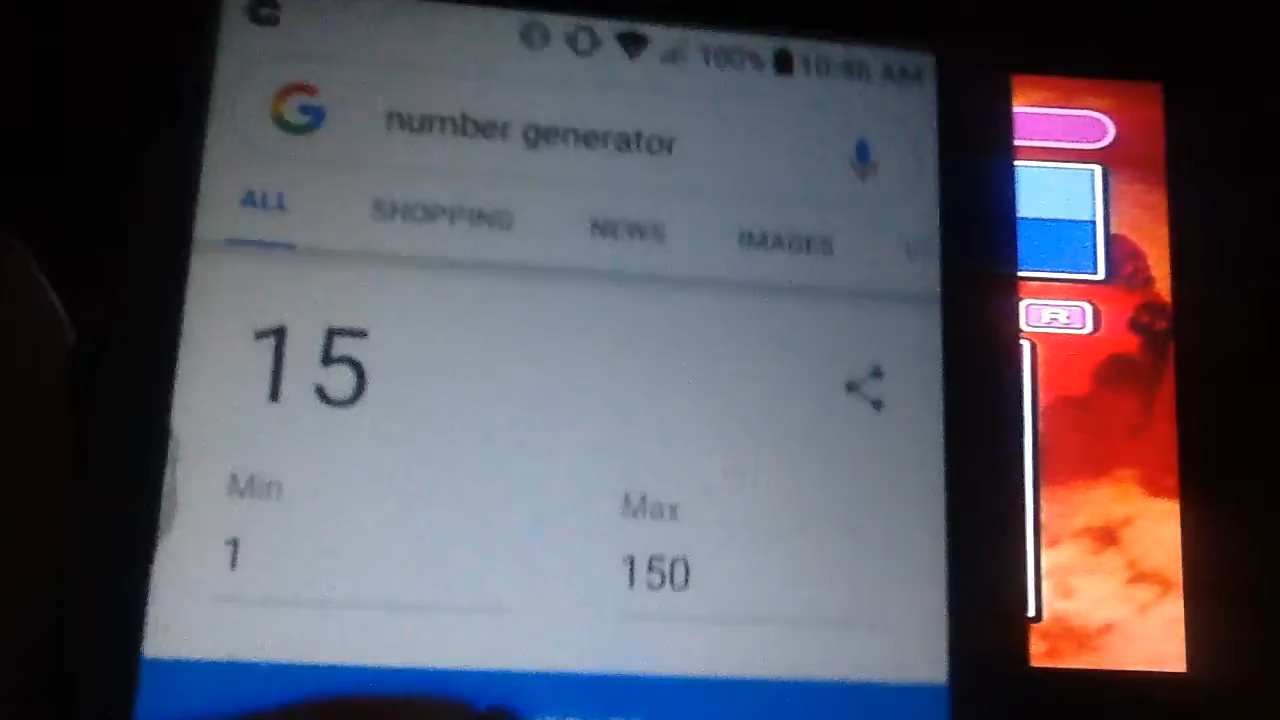 100%
number generator
ALL SHOPPING NEWS IMAGES
R
15
Min Max
1 150